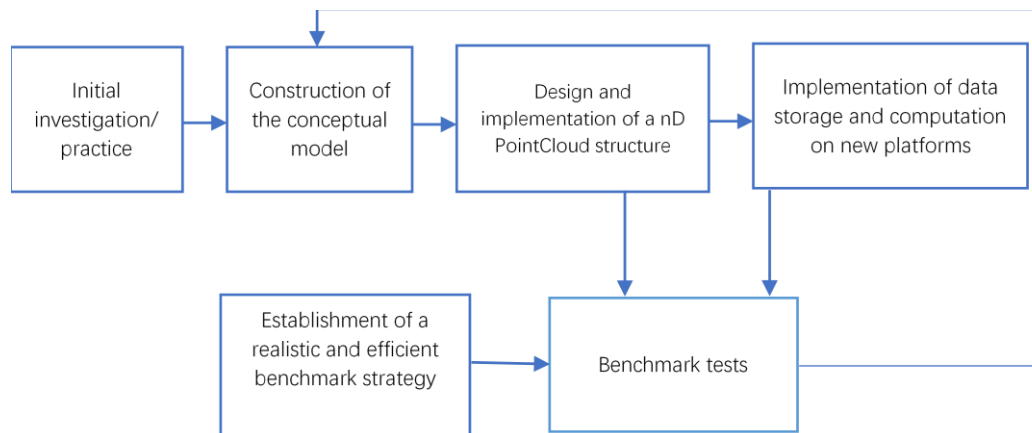 Initial
investigation/
practice
Construction of
the conceptual
model
Design and
implementation of a nD
PointCloud structure
Implementation of data
storage and computation
on new platforms
Establishment of a
realistic and efficient
benchmark strategy
Benchmark tests